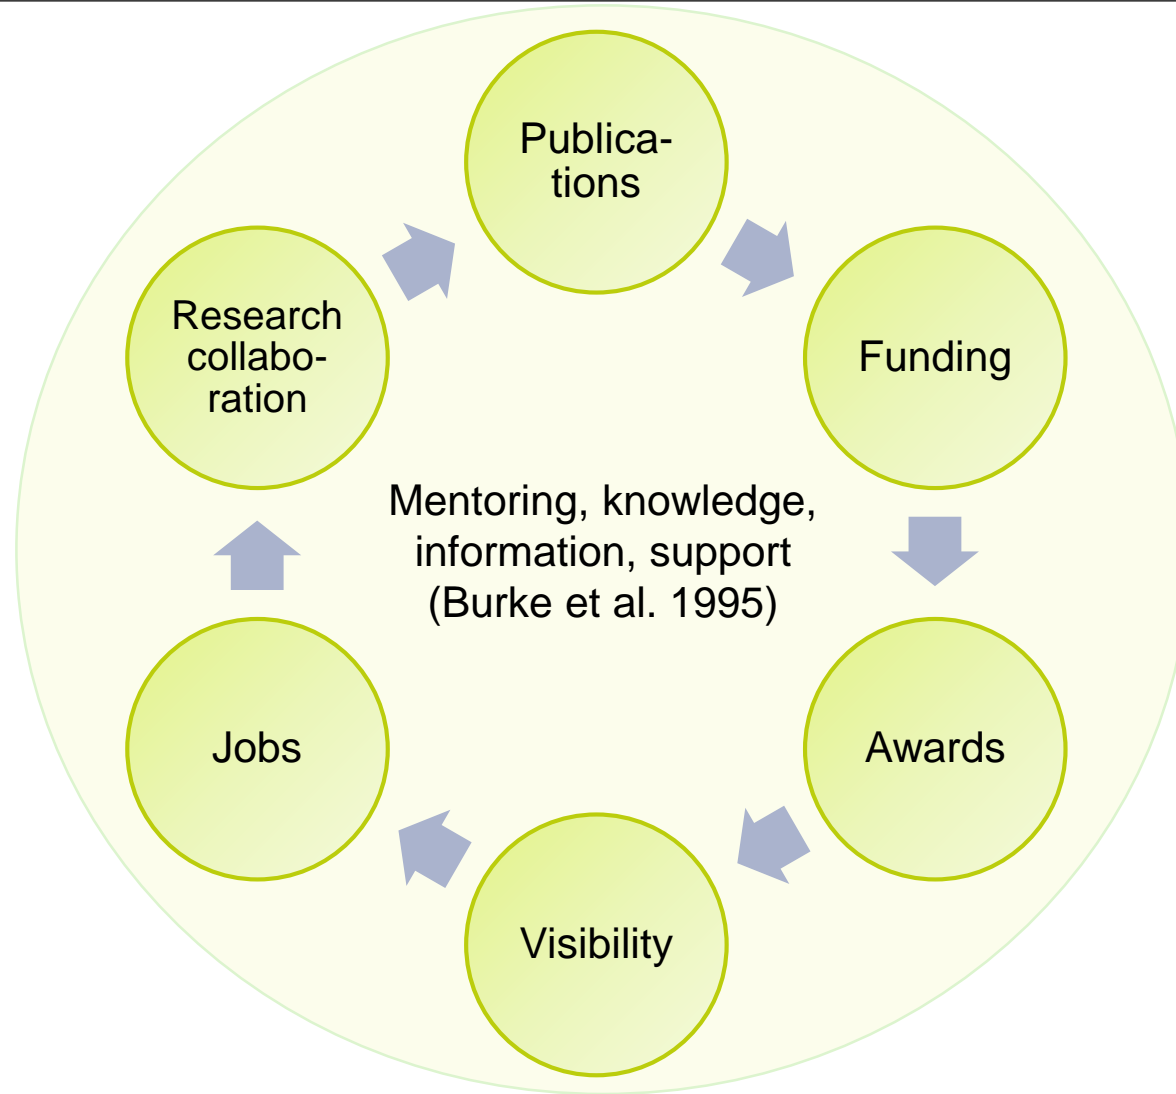 Publica-
tions
Research
collabo-
ration
Funding
Mentoring, knowledge,
information, support
(Burke et al. 1995)
Jobs
Awards
Visibility